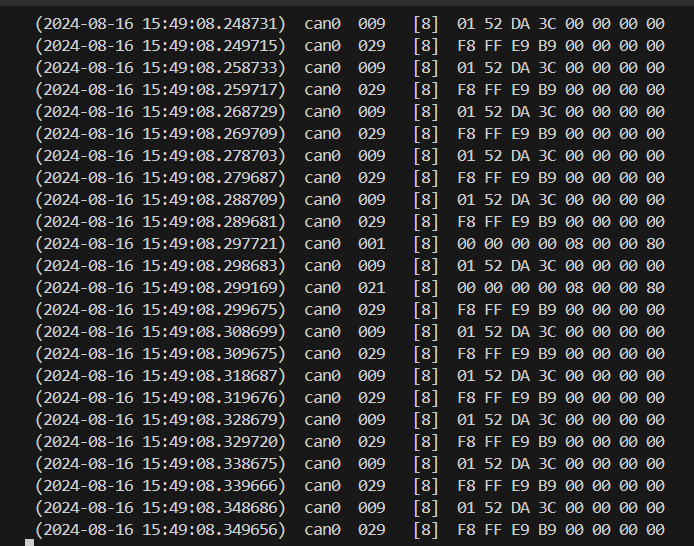 (2024-08-16 15:49:08.248731)  can0  009   [8]  01 52 DA 3C 00 00 00 00
(2024-08-16 15:49:08.249715)  can0  029   [8]  F8 FF E9 B9 00 00 00 00
(2024-08-16 15:49:08.258733)  can0  009   [8]  01 52 DA 3C 00 00 00 00
(2024-08-16 15:49:08.259717)  can0  029   [8]  F8 FF E9 B9 00 00 00 00
(2024-08-16 15:49:08.268729)  can0  009   [8]  01 52 DA 3C 00 00 00 00
(2024-08-16 15:49:08.269709)  can0  029   [8]  F8 FF E9 B9 00 00 00 00
(2024-08-16 15:49:08.278703)  can0  009   [8]  01 52 DA 3C 00 00 00 00
(2024-08-16 15:49:08.279687)  can0  029   [8]  F8 FF E9 B9 00 00 00 00
(2024-08-16 15:49:08.288709)  can0  009   [8]  01 52 DA 3C 00 00 00 00
(2024-08-16 15:49:08.289681)  can0  029   [8]  F8 FF E9 B9 00 00 00 00
(2024-08-16 15:49:08.297721)  can0  001   [8]  00 00 00 00 08 00 00 80
(2024-08-16 15:49:08.298683)  can0  009   [8]  01 52 DA 3C 00 00 00 00
(2024-08-16 15:49:08.299169)  can0  021   [8]  00 00 00 00 08 00 00 80
(2024-08-16 15:49:08.299675)  can0  029   [8]  F8 FF E9 B9 00 00 00 00
(2024-08-16 15:49:08.308699)  can0  009   [8]  01 52 DA 3C 00 00 00 00
(2024-08-16 15:49:08.309675)  can0  029   [8]  F8 FF E9 B9 00 00 00 00
(2024-08-16 15:49:08.318687)  can0  009   [8]  01 52 DA 3C 00 00 00 00
(2024-08-16 15:49:08.319676)  can0  029   [8]  F8 FF E9 B9 00 00 00 00
(2024-08-16 15:49:08.328679)  can0  009   [8]  01 52 DA 3C 00 00 00 00
(2024-08-16 15:49:08.329720)  can0  029   [8]  F8 FF E9 B9 00 00 00 00
(2024-08-16 15:49:08.338675)  can0  009   [8]  01 52 DA 3C 00 00 00 00
(2024-08-16 15:49:08.339666)  can0  029   [8]  F8 FF E9 B9 00 00 00 00
(2024-08-16 15:49:08.348686)  can0  009   [8]  01 52 DA 3C 00 00 00 00
(2024-08-16 15:49:08.349656)  can0  029   [8]  F8 FF E9 B9 00 00 00 00